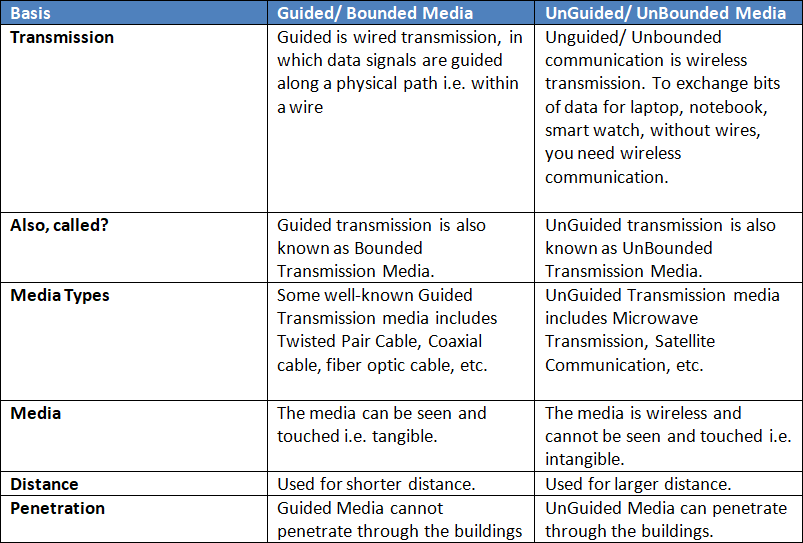 Basis Guided/ Bounded Media UnGuided/ UnBounded Media
Transmission
Guided is wired transmission, in
which data signals are guided
along a physical path i.e. within
a wire
Unguided/ Unbounded
communication is wireless
transmission. To exchange bits
of data for laptop, notebook,
smart watch, without wires,
you need wireless
communication.
Also, called?
Guided transmission is also
known as Bounded
Transmission Media.
UnGuided transmission is also
known as UnBounded
Transmission Media.
Media Types
Some well-known Guided
Transmission media includes
Twisted Pair Cable, Coaxial
cable, fiber optic cable, etc.
UnGuided Transmission media
includes Microwave
Transmission, Satellite
Communication, etc.
Media
The media can be seen and
touched i.e. tangible.
The media is wireless and
cannot be seen and touched i.e.
intangible.
Distance
Used for shorter distance.
Used for larger distance.
Penetration
Guided Media cannot
penetrate through the buildings
UnGuided Media can penetrate
through the buildings.